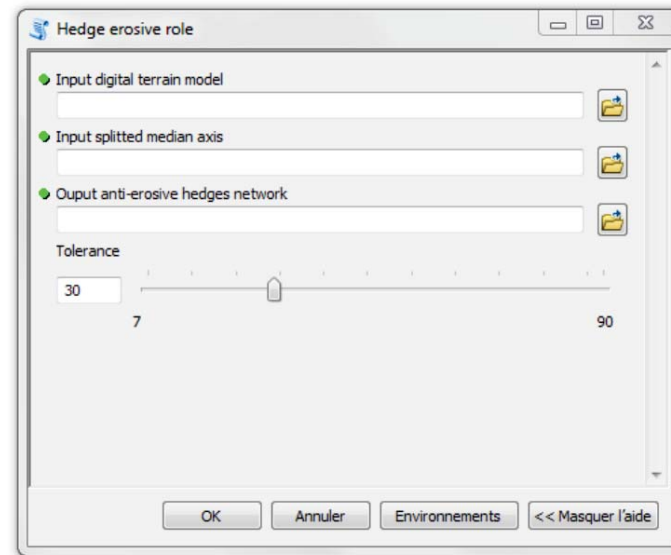 Hedge erosive role
Input digital terrain model
Input splitted median axis
Ouput anti-erosive hedges network
Tolerance
30
7 90
OK Annuler Environnements << Masquer l'aide